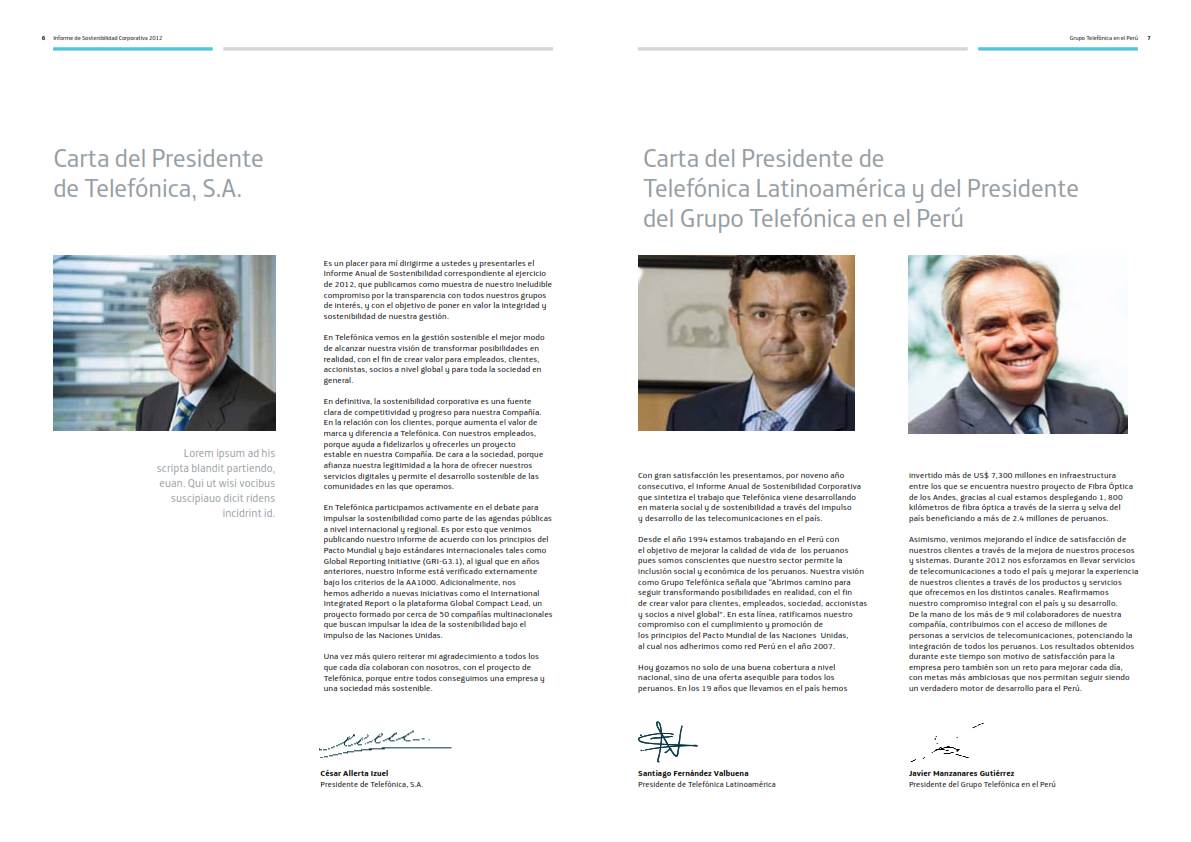 6 Informe de Sostenibilidad Corporativa 2012
Carta del Presidente
de Telefónica, S.A.
Lorem ipsum ad his
scripta blandit partiendo,
euan. Qui ut wisi vocibus
suscipiauo dicit ridens
incidrint id.
Es un placer para mí dirigirme a ustedes y presentarles el
Informe Anual de Sostenibilidad correspondiente al ejercicio
de 2012, que publicamos como muestra de nuestro ineludible
compromiso por la transparencia con todos nuestros grupos
de interés, y con el objetivo de poner en valor la integridad y
sostenibilidad de nuestra gestión.
En Telefónica vemos en la gestión sostenible el mejor modo
de alcanzar nuestra visión de transformar posibilidades en
realidad, con el fin de crear valor para empleados, clientes,
accionistas, socios a nivel global y para toda la sociedad en
general.
En definitiva, la sostenibilidad corporativa es una fuente
clara de competitividad y progreso para nuestra Compañía.
En la relación con los clientes, porque aumenta el valor de
marca y diferencia a Telefónica. Con nuestros empleados,
porque ayuda a fidelizarlos y ofrecerles un proyecto
estable en nuestra Compañía. De cara a la sociedad, porque
afianza nuestra legitimidad a la hora de ofrecer nuestros
servicios digitales y permite el desarrollo sostenible de las
comunidades en las que operamos.
En Telefónica participamos activamente en el debate para
impulsar la sostenibilidad como parte de las agendas públicas
a nivel internacional y regional. Es por esto que venimos
publicando nuestro informe de acuerdo con los principios del
Pacto Mundial y bajo estándares internacionales tales como
Global Reporting Initiative (GRI-G3.1), al igual que en años
anteriores, nuestro Informe está verificado externamente
bajo los criterios de la AA1000. Adicionalmente, nos
hemos adherido a nuevas iniciativas como el International
Integrated Report o la plataforma Global Compact Lead, un
proyecto formado por cerca de 50 compañías multinacionales
que buscan impulsar la idea de la sostenibilidad bajo el
impulso de las Naciones Unidas.
Una vez más quiero reiterar mi agradecimiento a todos los
que cada día colaboran con nosotros, con el proyecto de
Telefónica, porque entre todos conseguimos una empresa y
una sociedad más sostenible.
César Allerta Izuel
Presidente de Telefónica, S.A.
Grupo Telefónica en el Perú 7
Carta del Presidente de
Telefónica Latinoamérica y del Presidente
del Grupo Telefónica en el Perú
Con gran satisfacción les presentamos, por noveno año
consecutivo, el Informe Anual de Sostenibilidad Corporativa
que sintetiza el trabajo que Telefónica viene desarrollando
en materia social y de sostenibilidad a través del impulso
y desarrollo de las telecomunicaciones en el país.
Desde el año 1994 estamos trabajando en el Perú con
el objetivo de mejorar la calidad de vida de los peruanos
pues somos conscientes que nuestro sector permite la
inclusión social y económica de los peruanos. Nuestra visión
como Grupo Telefónica señala que "Abrimos camino para
seguir transformando posibilidades en realidad, con el fin
de crear valor para clientes, empleados, sociedad, accionistas
y socios a nivel global". En esta línea, ratificamos nuestro
compromiso con el cumplimiento y promoción de
los principios del Pacto Mundial de las Naciones Unidas,
al cual nos adherimos como red Perú en el año 2007.
Hoy gozamos no solo de una buena cobertura a nivel
nacional, sino de una oferta asequible para todos los
peruanos. En los 19 años que llevamos en el país hemos
Santiago Fernández Valbuena
Presidente de Telefónica Latinoamérica
invertido más de US$ 7,300 millones en infraestructura
entre los que se encuentra nuestro proyecto de Fibra Óptica
de los Andes, gracias al cual estamos desplegando 1, 800
kilómetros de fibra óptica a través de la sierra y selva del
país beneficiando a más de 2.4 millones de peruanos.
Asimismo, venimos mejorando el índice de satisfacción de
nuestros clientes a través de la mejora de nuestros procesos
y sistemas. Durante 2012 nos esforzamos en llevar servicios
de telecomunicaciones a todo el país y mejorar la experiencia
de nuestros clientes a través de los productos y servicios
que ofrecemos en los distintos canales. Reafirmamos
nuestro compromiso integral con el país y su desarrollo.
De la mano de los más de 9 mil colaboradores de nuestra
compañía, contribuimos con el acceso de millones de
personas a servicios de telecomunicaciones, potenciando la
integración de todos los peruanos. Los resultados obtenidos
durante este tiempo son motivo de satisfacción para la
empresa pero también son un reto para mejorar cada día,
con metas más ambiciosas que nos permitan seguir siendo
un verdadero motor de desarrollo para el Perú.
Javier Manzanares Gutiérrez
Presidente del Grupo Telefónica en el Perú